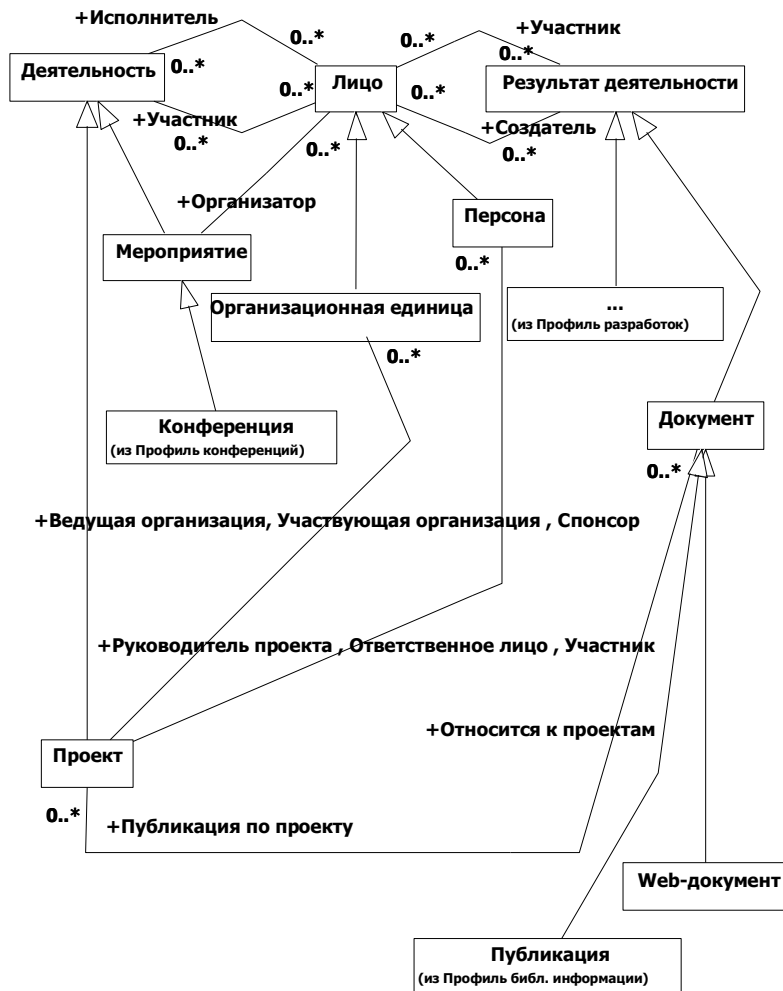 +Исполнитель
0..*
0..*
+Участник
Деятельность
0..*
Лицо
0..*
Результат деятельности
0..*
0..*
+Участник
0..*
+Создатель
0..*
0..*
+Организатор
Персона
0..*
Мероприятие
Организационная единица
0..*
...
(из Профиль разработок)
Конференция
(из Профиль конференций)
Документ
0..*
+Ведущая организация, Участвующая организация , Спонсор
+Руководитель проекта , Ответственное лицо , Участник
+Относится к проектам
Проект
0..*
+Публикация по проекту
Web-документ
Публикация
(из Профиль библ. информации)